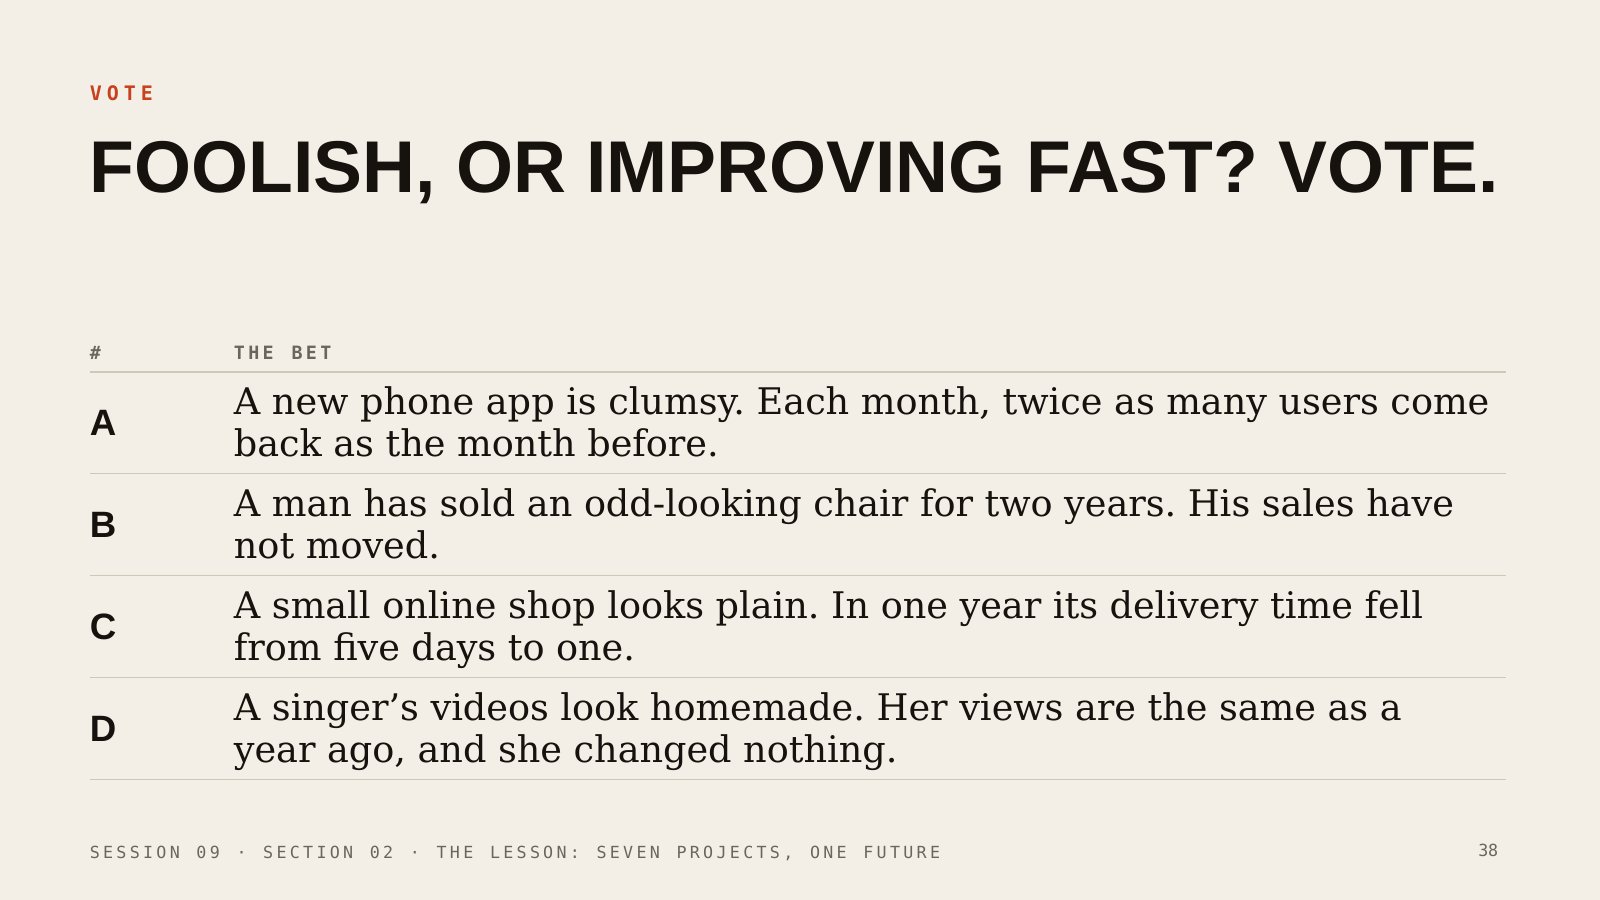 VOTE
FOOLISH, OR IMPROVING FAST? VOTE.
# THE BET
A A new phone app is clumsy. Each month, twice as many users come
back as the month before.
B A man has sold an odd-looking chair for two years. His sales have
not moved.
C A small online shop looks plain. In one year its delivery time fell
from five days to one.
D A singer’s videos look homemade. Her views are the same as a
year ago, and she changed nothing.
SESSION 09 · SECTION 02 · THE LESSON: SEVEN PROJECTS, ONE FUTURE 38